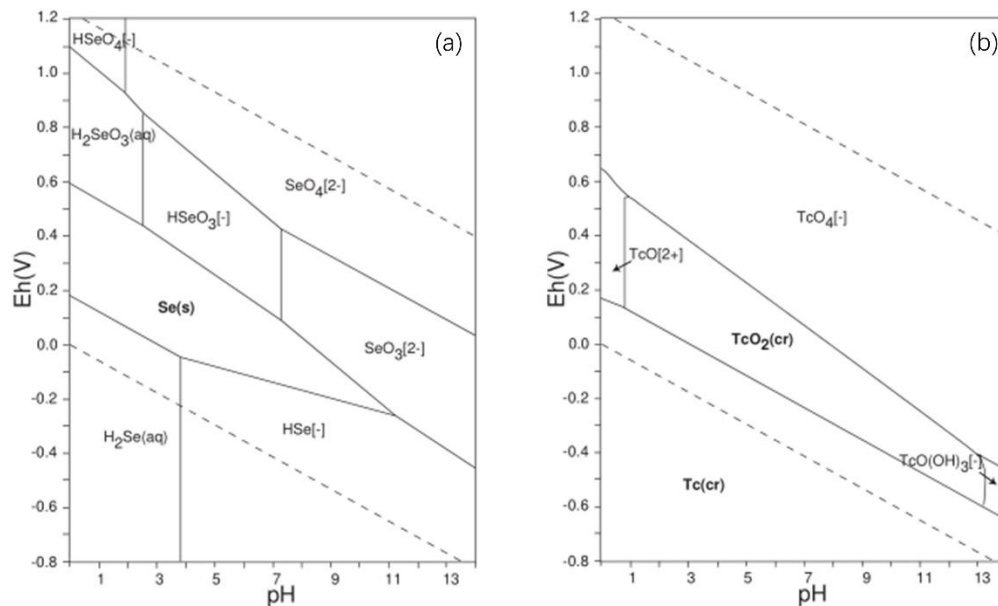 (a)
Eh(V)
1.2
1.0
0.8
0.6
0.4
0.2
0.0
-0.2
-0.4
-0.6
-0.8
HSeO4[-]
H2SeO3(aq)
SeO4[2-]
HSeO3[-]
Se(s)
SeO3[2-]
H2Se(aq)
HSe[-]
1 3 5 7 9 11 13
pH
(b)
Eh(V)
1.2
1.0
0.8
0.6
0.4
0.2
0.0
-0.2
-0.4
-0.6
-0.8
TcO4[-]
TcO[2+]
TcO2(cr)
TcO(OH)3[-]
Tc(cr)
1 3 5 7 9 11 13
pH